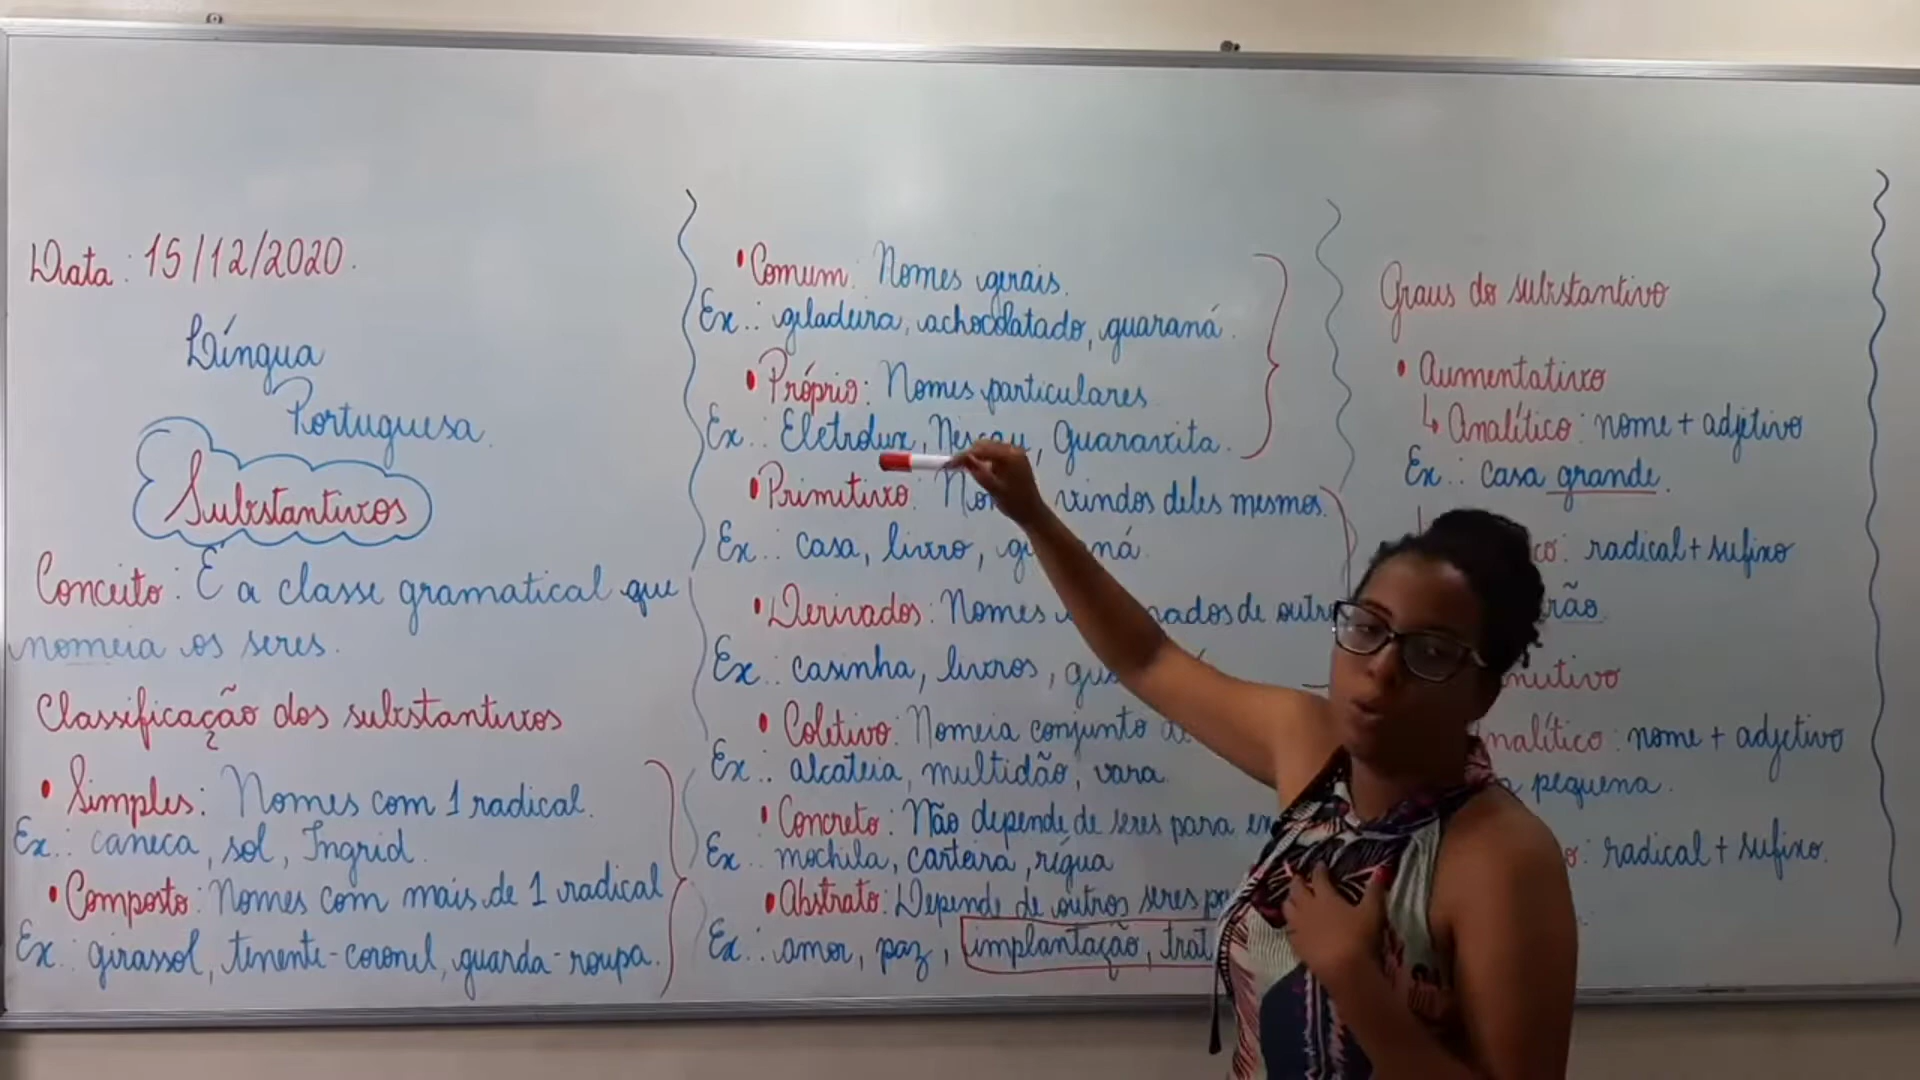 Data: 15/12/2020.
Língua
Portuguesa.
Substantivos
Conceito: É a classe gramatical que
nomeia os seres.
Classificação dos substantivos
• Simples: Nomes com 1 radical.
Ex.: caneca, sol, Ingrid.
• Composto: Nomes com mais de 1 radical
Ex.: girassol, tenente-coronel, guarda-roupa.
• Comum: Nomes gerais.
Ex.: geladeira, achocolatado, guaraná.
• Próprio: Nomes particulares
Ex.: Eletrolux, Nescau, Guaravita.
• Primitivo: vindos deles mesmos.
Ex.: casa, livro,
• Derivados: Nomes de outro
Ex.: casinha, livros,
• Coletivo: Nomeia conjunto
Ex.: alcateia, multidão, vara.
• Concreto: Não depende de seres para
Ex.: mochila, carteira, régua
• Abstrato: Depende de outros seres
Ex.: amor, paz, implantação,
Graus do substantivo
• Aumentativo
↳ Analítico: nome + adjetivo
Ex.: casa grande.
radical + sufixo
nome + adjetivo
pequena.
radical + sufixo.